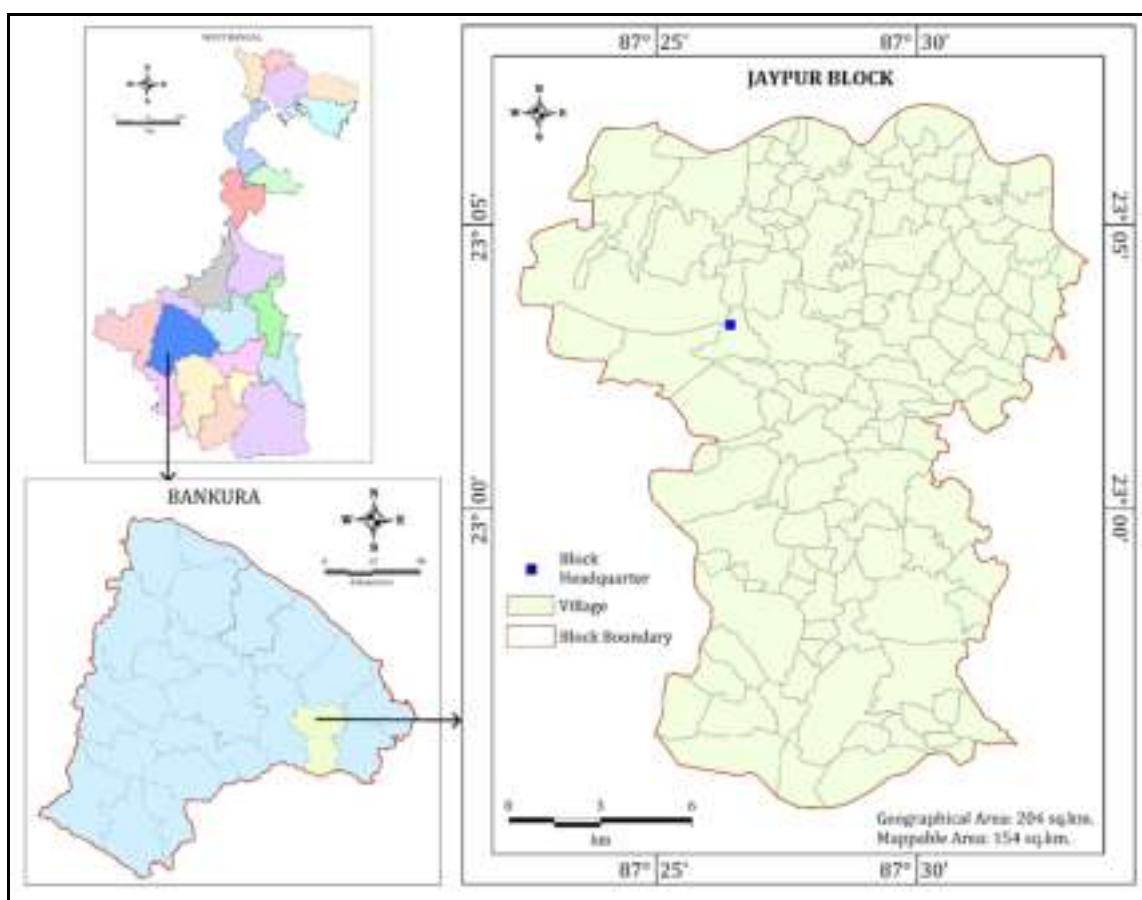 N
W E
S
BANKURA
N
W E
S
87° 25' 87° 30'
JAYPUR BLOCK
N
W E
S
23° 05'
23° 05'
23° 00'
23° 00'
Block
Headquarter
Village
Block Boundary
0 3 6
km
Geographical Area: 204 sq.km.
Mappable Area: 154 sq.km.
87° 25' 87° 30'